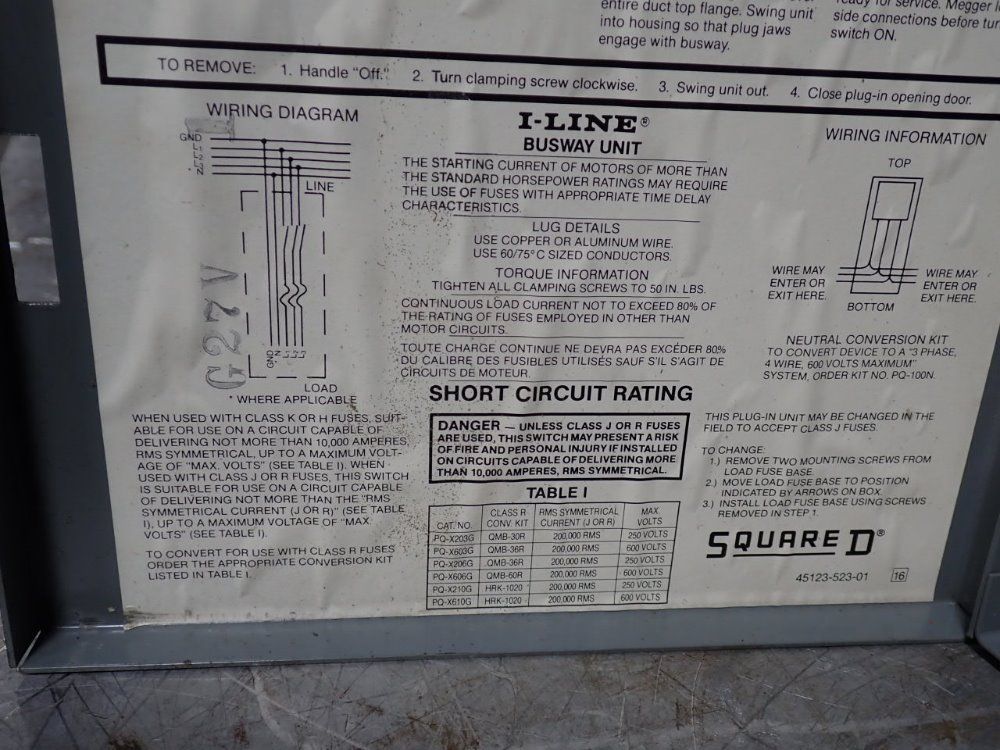 entire duct top flange. Swing unit
into housing so that plug jaws
engage with busway.
ready for service. Megger
side connections before
switch ON.
TO REMOVE: 1. Handle "Off." 2. Turn clamping screw clockwise. 3. Swing unit out. 4. Close plug-in opening door.
WIRING DIAGRAM
GND
L1
L2
L3
N
LINE
G27V
GND
N
LOAD
* WHERE APPLICABLE
WHEN USED WITH CLASS K OR H FUSES, SUIT-
ABLE FOR USE ON A CIRCUIT CAPABLE OF
DELIVERING NOT MORE THAN 10,000 AMPERES,
RMS SYMMETRICAL, UP TO A MAXIMUM VOLT-
AGE OF "MAX. VOLTS" (SEE TABLE I). WHEN
USED WITH CLASS J OR R FUSES, THIS SWITCH
IS SUITABLE FOR USE ON A CIRCUIT CAPABLE
OF DELIVERING NOT MORE THAN THE "RMS
SYMMETRICAL CURRENT (J OR R)" (SEE TABLE
I), UP TO A MAXIMUM VOLTAGE OF "MAX.
VOLTS" (SEE TABLE I).
TO CONVERT FOR USE WITH CLASS R FUSES
ORDER THE APPROPRIATE CONVERSION KIT
LISTED IN TABLE I.
I-LINE®
BUSWAY UNIT
THE STARTING CURRENT OF MOTORS OF MORE THAN
THE STANDARD HORSEPOWER RATINGS MAY REQUIRE
THE USE OF FUSES WITH APPROPRIATE TIME DELAY
CHARACTERISTICS.
LUG DETAILS
USE COPPER OR ALUMINUM WIRE.
USE 60/75°C SIZED CONDUCTORS.
TORQUE INFORMATION
TIGHTEN ALL CLAMPING SCREWS TO 50 IN. LBS.
CONTINUOUS LOAD CURRENT NOT TO EXCEED 80% OF
THE RATING OF FUSES EMPLOYED IN OTHER THAN
MOTOR CIRCUITS.
TOUTE CHARGE CONTINUE NE DEVRA PAS EXCÉDER 80%
DU CALIBRE DES FUSIBLES UTILISÉS SAUF S'IL S'AGIT DE
CIRCUITS DE MOTEUR.
SHORT CIRCUIT RATING
DANGER — UNLESS CLASS J OR R FUSES
ARE USED, THIS SWITCH MAY PRESENT A RISK
OF FIRE AND PERSONAL INJURY IF INSTALLED
ON CIRCUITS CAPABLE OF DELIVERING MORE
THAN 10,000 AMPERES, RMS SYMMETRICAL.
TABLE I
CAT. NO. CLASS R CONV. KIT RMS SYMMETRICAL CURRENT (J OR R) MAX. VOLTS
PQ-X203G QMB-30R 200,000 RMS 250 VOLTS
PQ-X603G QMB-36R 200,000 RMS 600 VOLTS
PQ-X206G QMB-36R 200,000 RMS 250 VOLTS
PQ-X606G QMB-60R 200,000 RMS 600 VOLTS
PQ-X210G HRK-1020 200,000 RMS 250 VOLTS
PQ-X610G HRK-1020 200,000 RMS 600 VOLTS
WIRING INFORMATION
TOP
WIRE MAY
ENTER OR
EXIT HERE.
WIRE MAY
ENTER OR
EXIT HERE.
BOTTOM
NEUTRAL CONVERSION KIT
TO CONVERT DEVICE TO A "3 PHASE,
4 WIRE, 600 VOLTS MAXIMUM"
SYSTEM, ORDER KIT NO. PQ-100N.
THIS PLUG-IN UNIT MAY BE CHANGED IN THE
FIELD TO ACCEPT CLASS J FUSES.
TO CHANGE:
1.) REMOVE TWO MOUNTING SCREWS FROM
LOAD FUSE BASE.
2.) MOVE LOAD FUSE BASE TO POSITION
INDICATED BY ARROWS ON BOX.
3.) INSTALL LOAD FUSE BASE USING SCREWS
REMOVED IN STEP 1.
SQUARE D®
45123-523-01 16